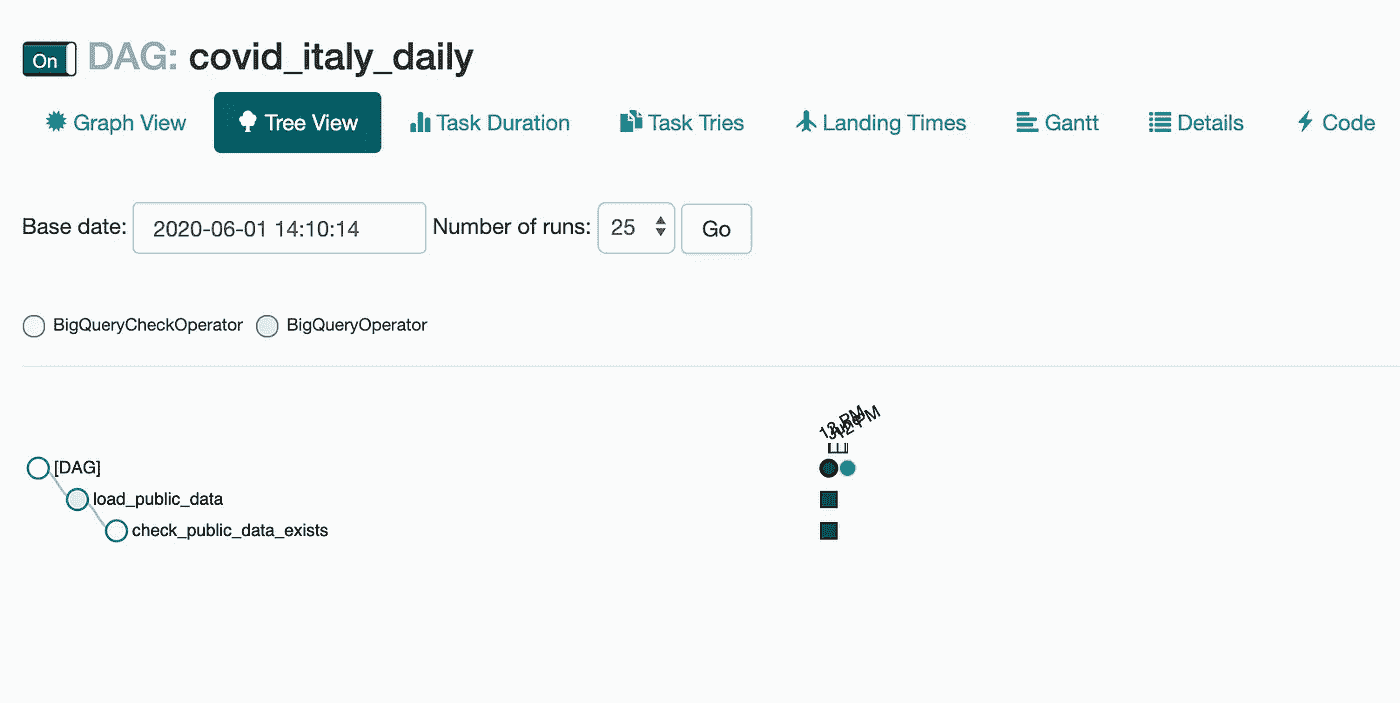 On DAG: covid_italy_daily
Graph View Tree View Task Duration Task Tries Landing Times Gantt Details Code
Base date: 2020-06-01 14:10:14 Number of runs: 25 Go
BigQueryCheckOperator BigQueryOperator
[DAG]
load_public_data
check_public_data_exists